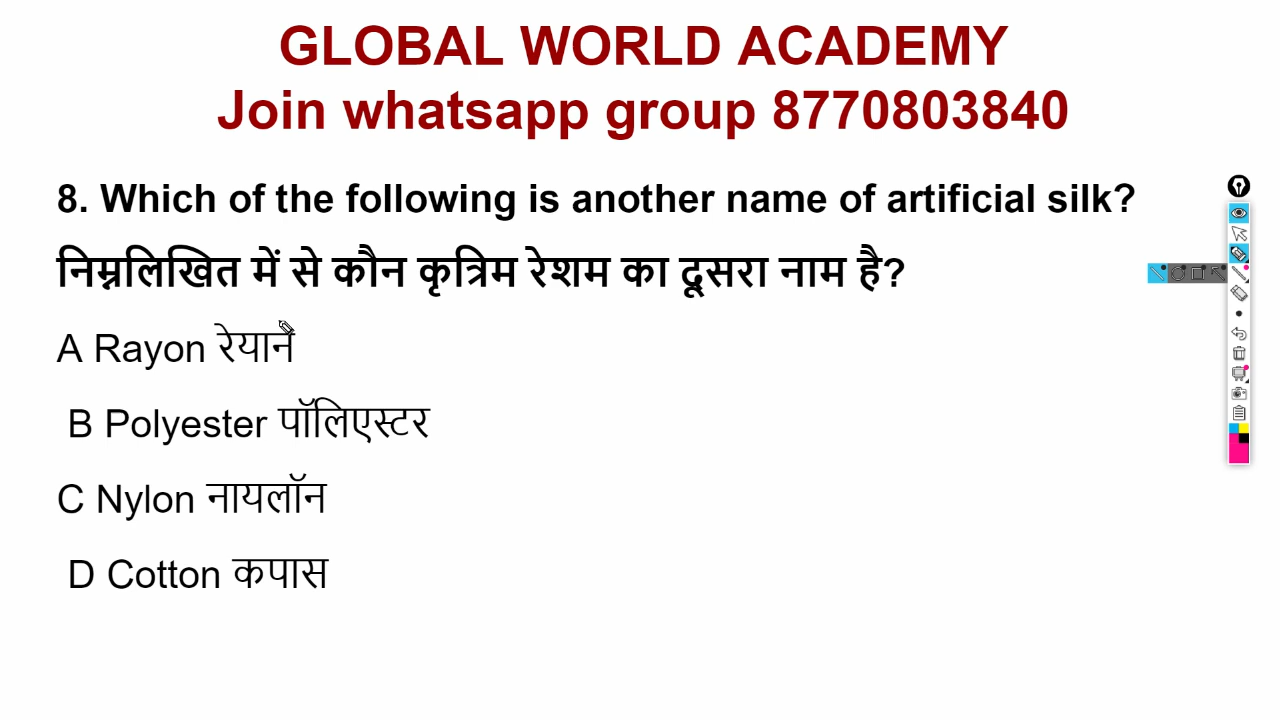 GLOBAL WORLD ACADEMY
Join whatsapp group 8770803840
8. Which of the following is another name of artificial silk?
निम्नलिखित में से कौन कृत्रिम रेशम का दूसरा नाम है?
A Rayon रेयान
B Polyester पॉलिएस्टर
C Nylon नायलॉन
D Cotton कपास